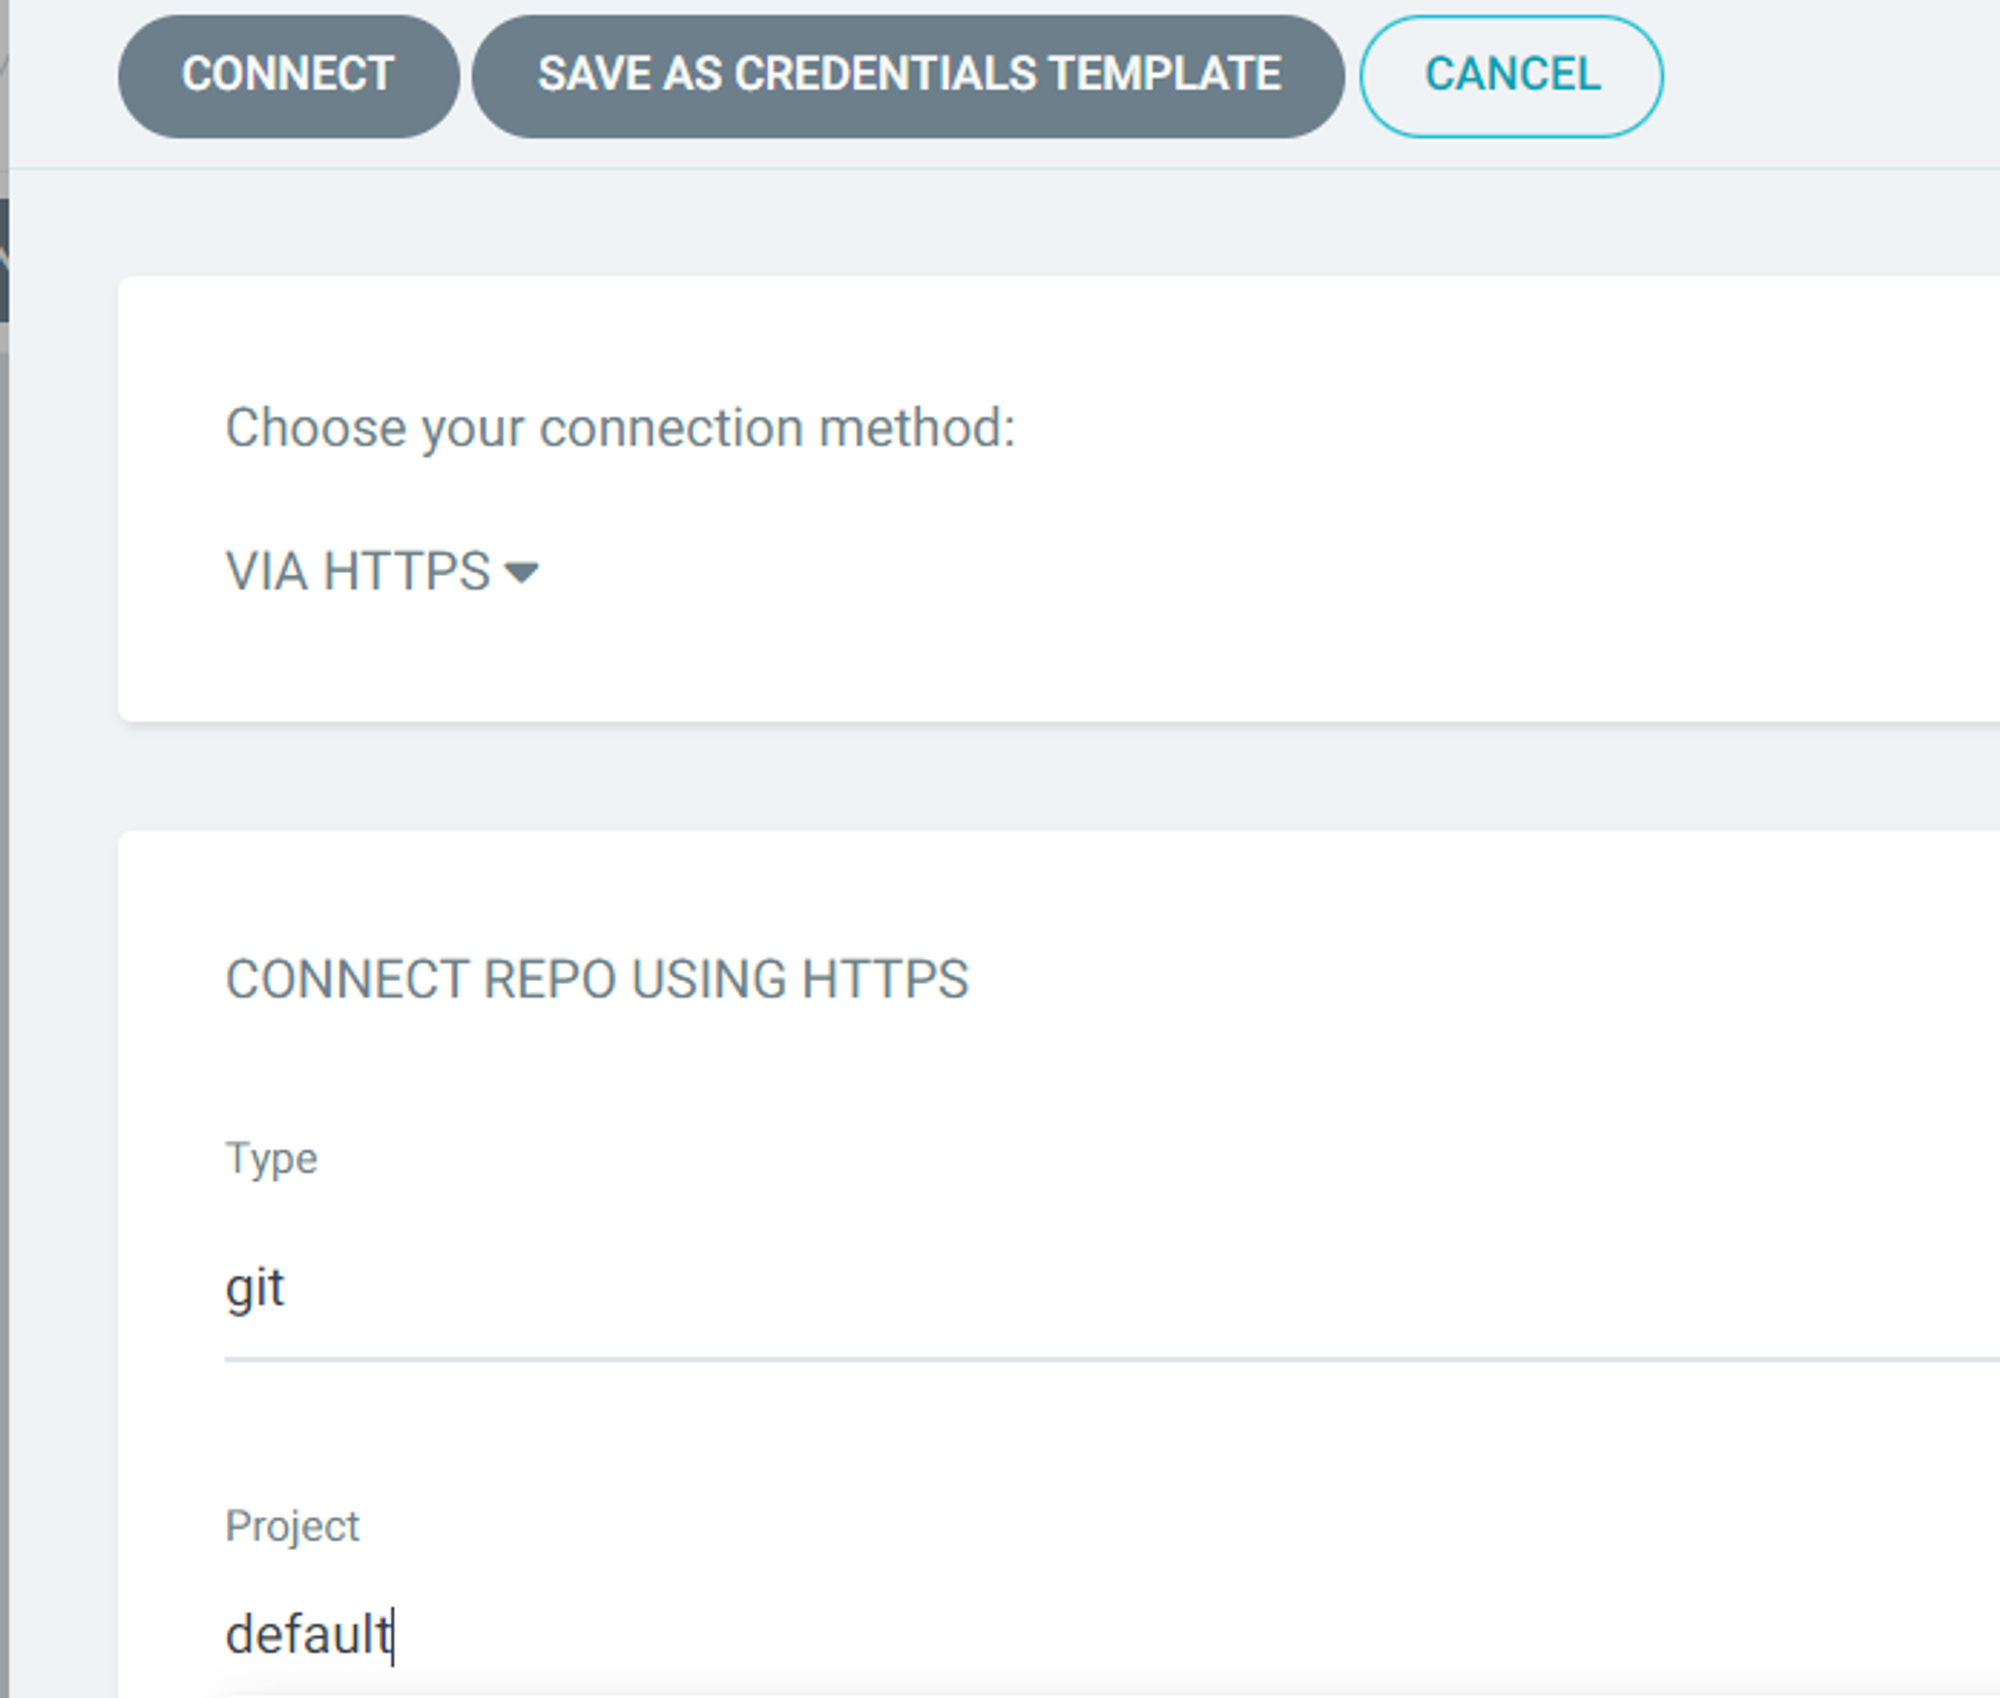 CONNECT SAVE AS CREDENTIALS TEMPLATE CANCEL
Choose your connection method:
VIA HTTPS
CONNECT REPO USING HTTPS
Type
git
Project
default